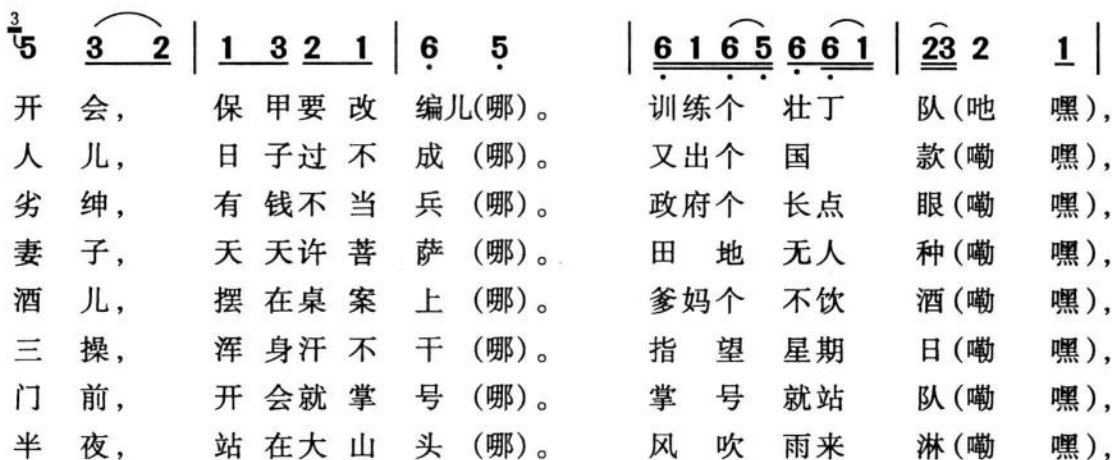 3
5 3 2 | 1 3 2 1 | 6 5 | 6 1 6 5 6 6 1 | 23 2 1 |
开 会， 保 甲要 改 编儿(哪)。 训练个 壮丁 队(吔 嘿)，
人 儿， 日 子过 不 成 (哪)。 又出个 国 款(嘞 嘿)，
劣 绅， 有 钱不 当 兵 (哪)。 政府个 长点 眼(嘞 嘿)，
妻 子， 天 天许 菩 萨 (哪)。 田 地 无人 种(嘞 嘿)，
酒 儿， 摆 在桌 案 上 (哪)。 爹妈个 不饮 酒(嘞 嘿)，
三 操， 浑 身汗 不 干 (哪)。 指 望 星期 日(嘞 嘿)，
门 前， 开 会就 掌 号 (哪)。 掌 号 就站 队(嘞 嘿)，
半 夜， 站 在大 山 头 (哪)。 风 吹 雨来 淋(嘞 嘿)，